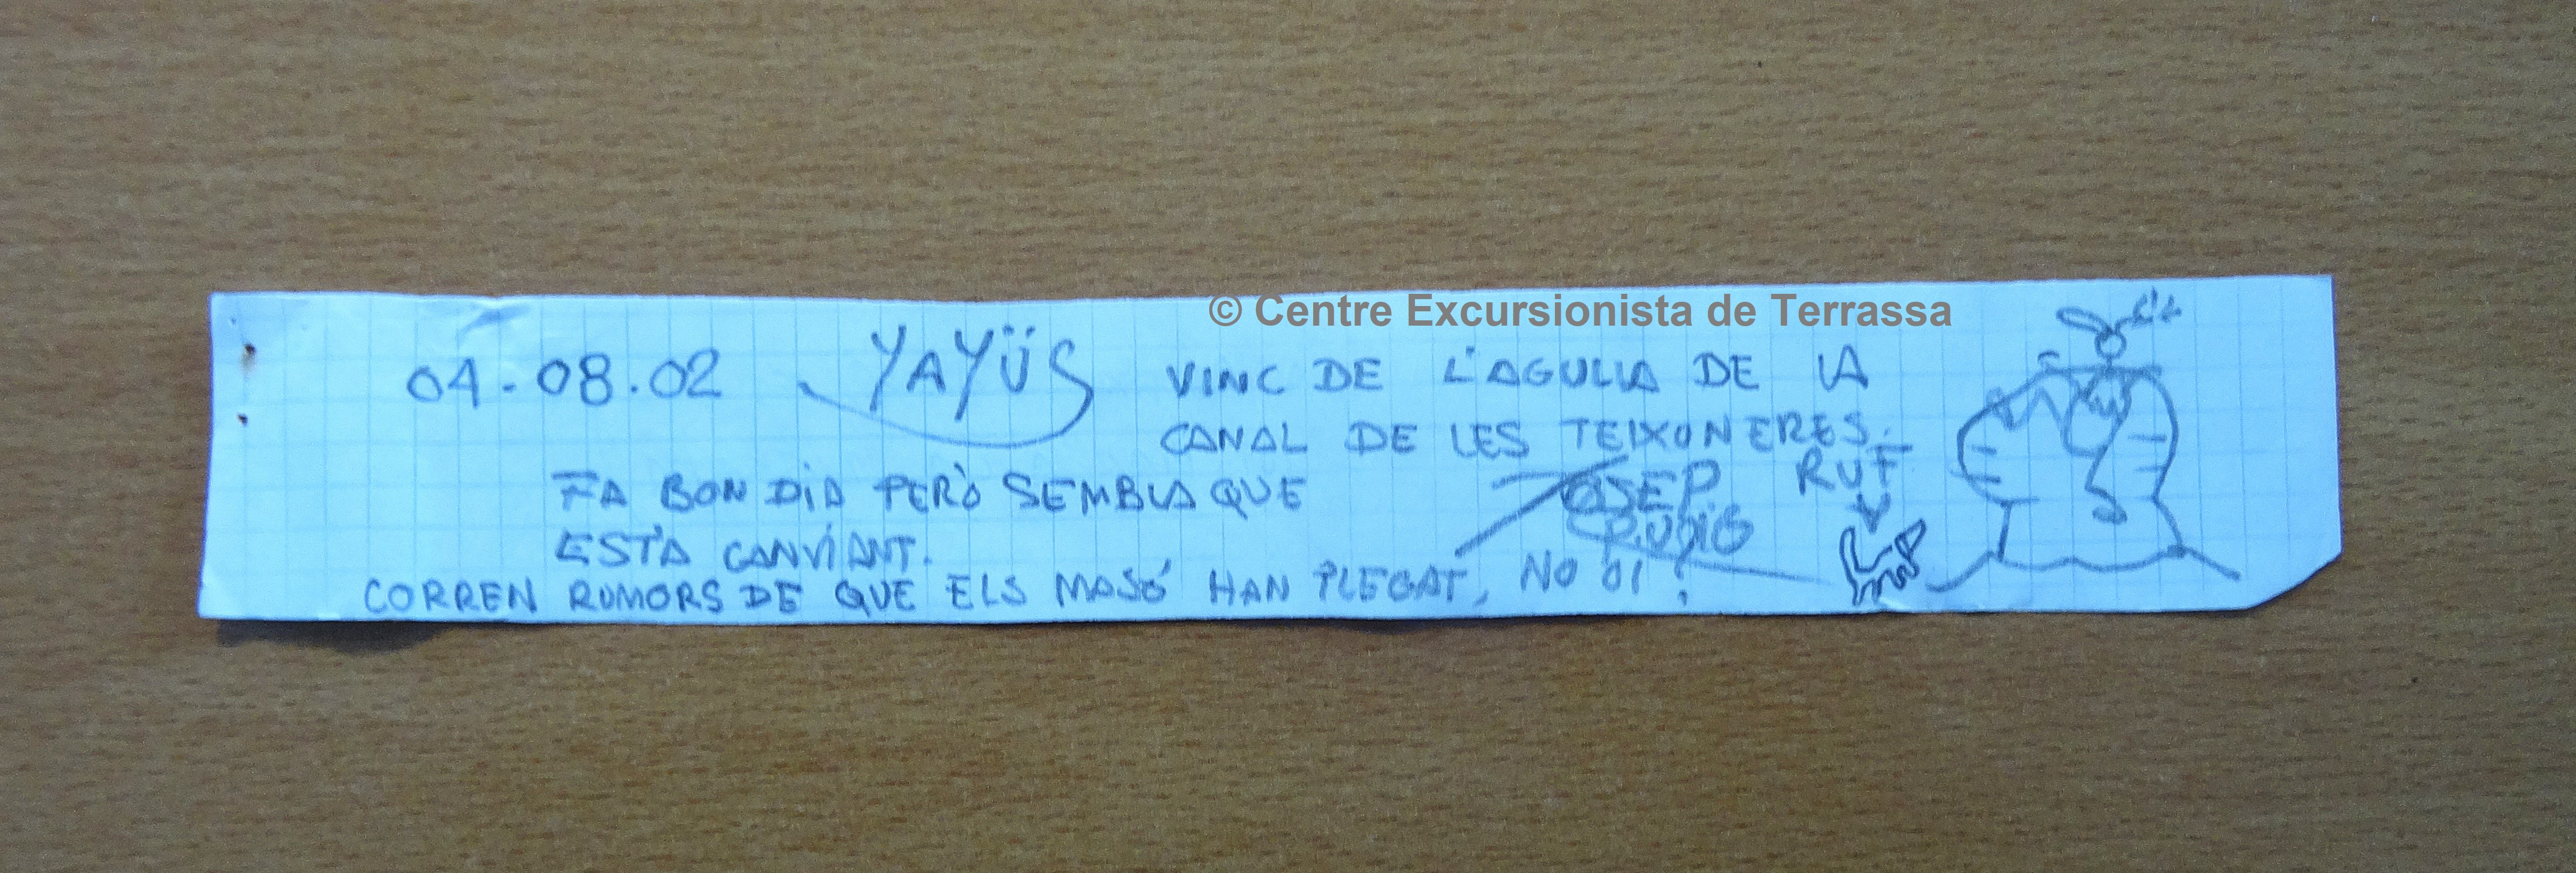 © Centre Excursionista de Terrassa
04-08.02 YAYÜS VINC DE L'AGULLA DE LA
CANAL DE LES TEIXONERES.
FA BON DIA PERÒ SEMBLA QUE
ESTÀ CANVIANT.
JOSEP
PUJIG
RUF
CORREN RUMORS DE QUE ELS MASÓ HAN PLEGAT, NO OI?